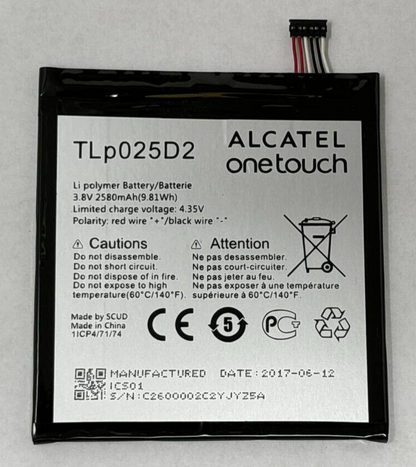 TLp025D2
ALCATEL
onetouch
Li polymer Battery/Batterie
3.8V 2580mAh(9.81Wh)
Limited charge voltage: 4.35V
Polarity: red wire "+"/black wire "-"
Cautions
Do not disassemble.
Do not short circuit.
Do not dispose of in fire.
Do not expose to high
temperature(60°C/140°F).
Attention
Ne pas desassembler.
Ne pas court-circuiter.
Ne pas jeter au feu.
Ne pas exposer à une température
supérieure à 60°C/140°F.
Made by SCUD
Made in China
1ICP4/71/74
CE
5
PC
MANUFACTURED DATE: 2017-06-12
ICS01
S/N: C2600002C2YJYZ5A